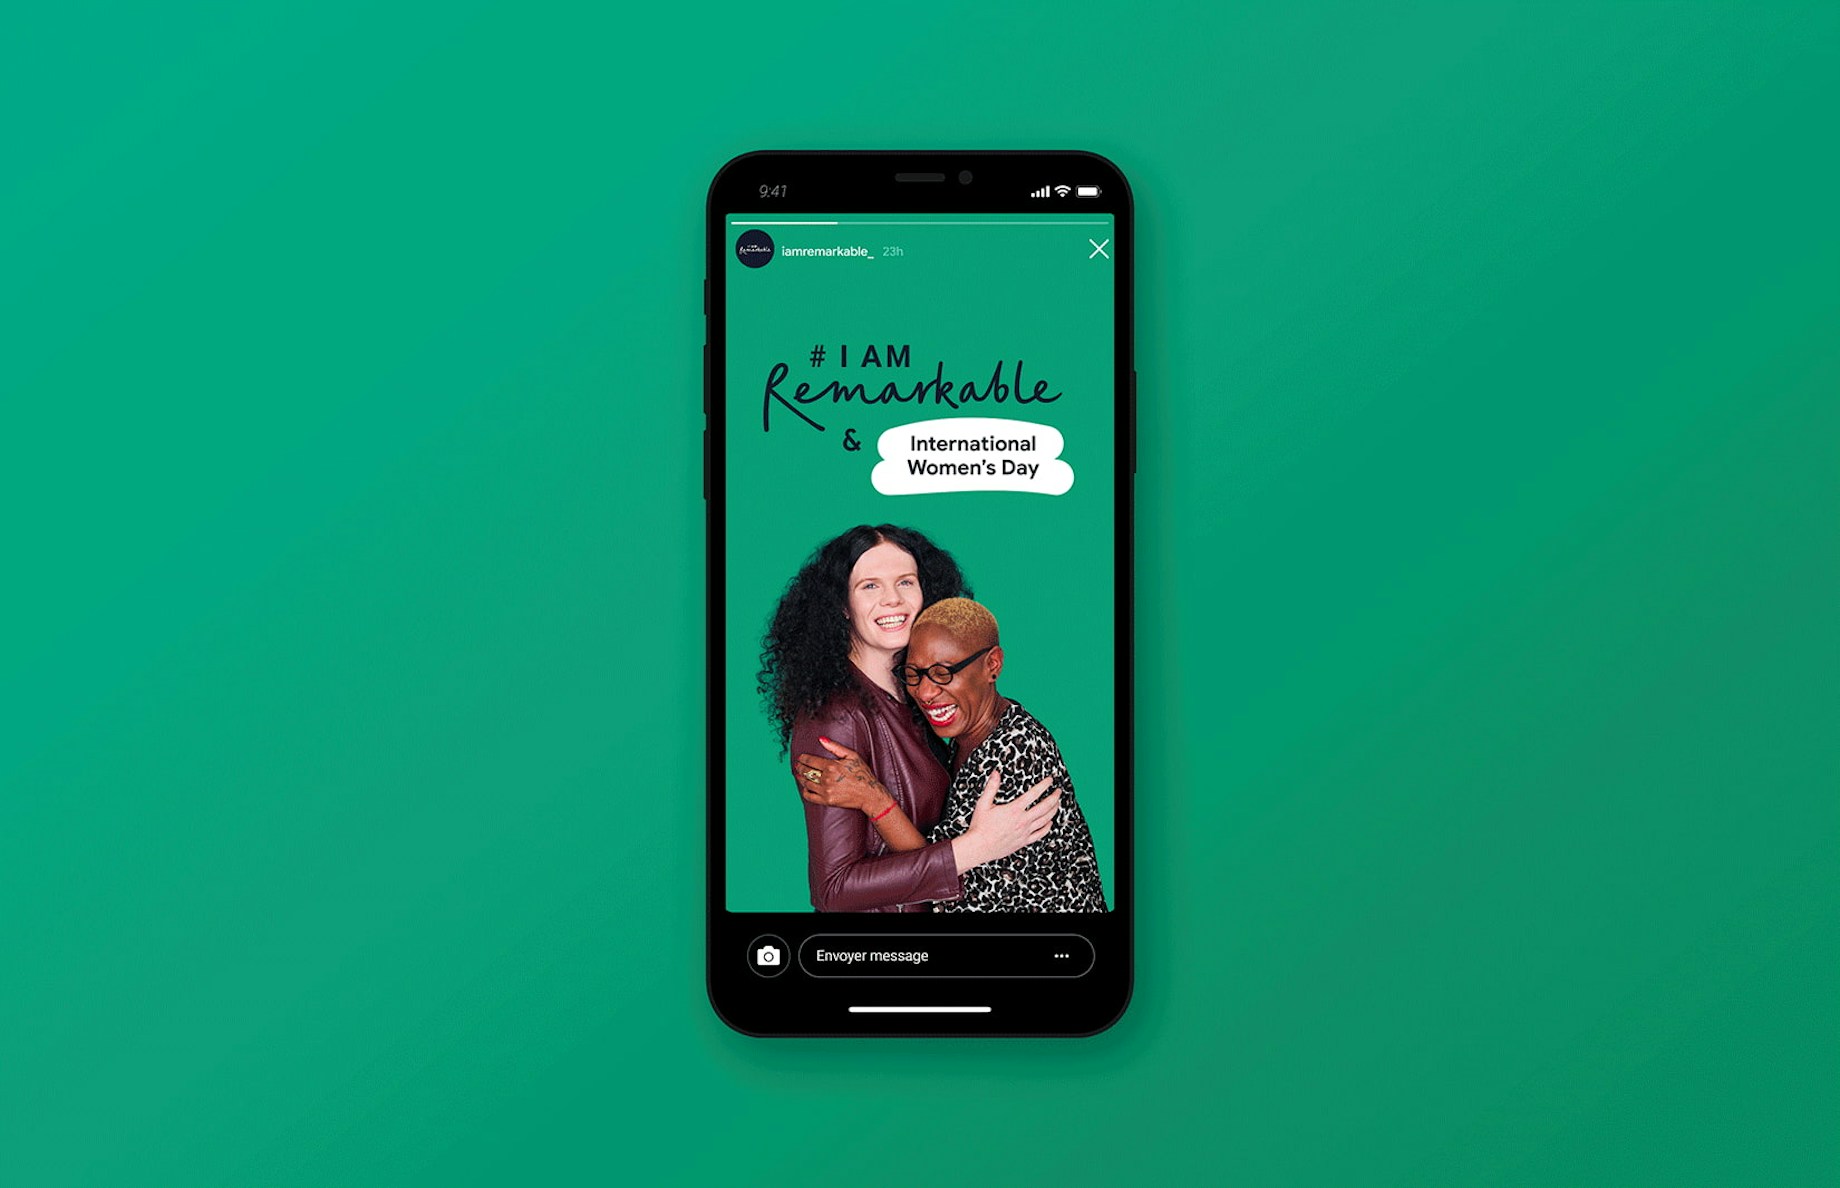 9:41
iamremarkable_ 23h
# I AM
Remarkable
& International
Women's Day
Envoyer message